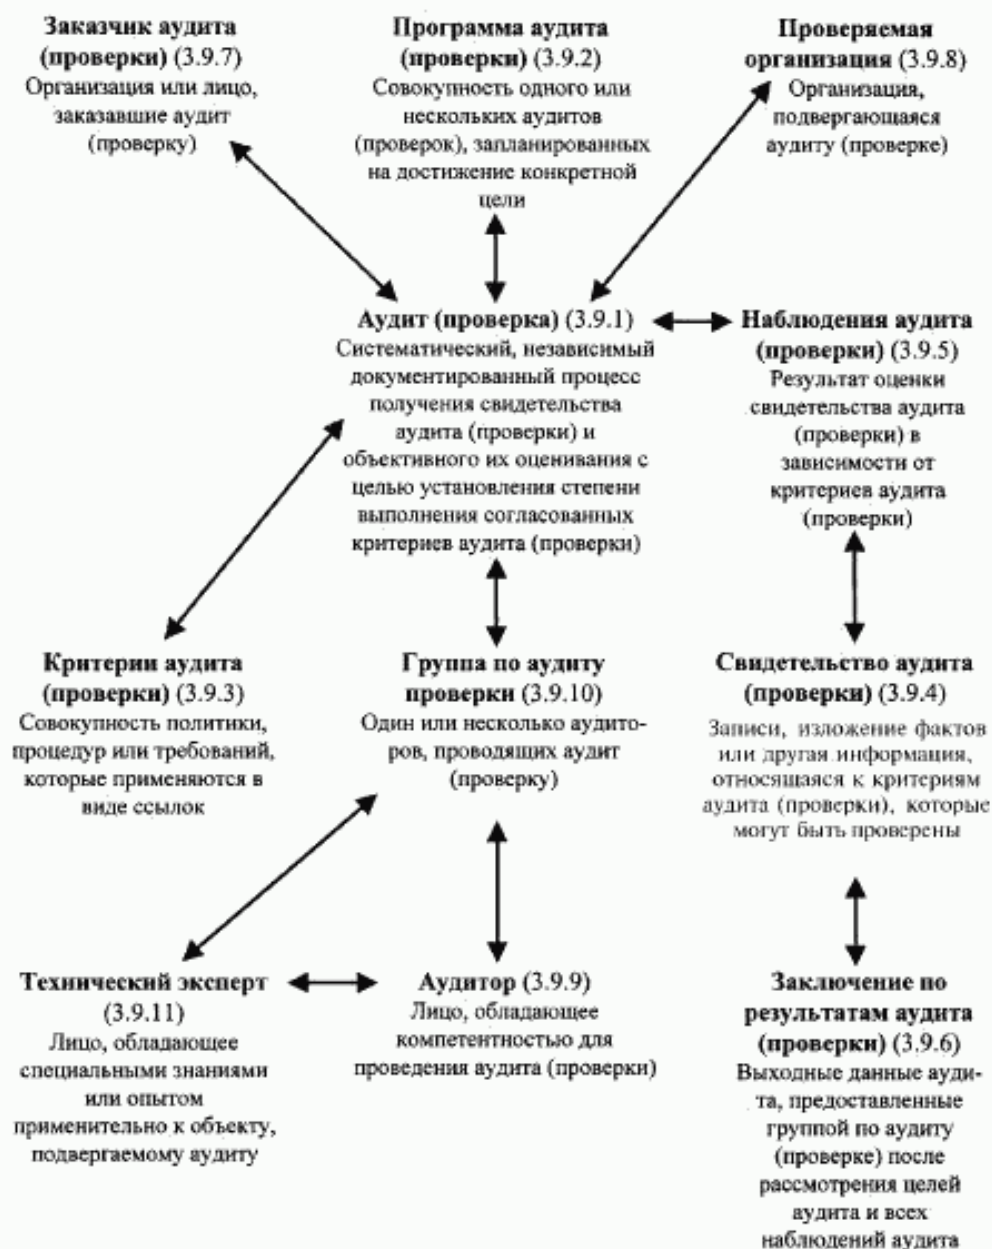 Заказчик аудита
(проверки) (3.9.7)
Организация или лицо,
заказавшие аудит
(проверку)
Программа аудита
(проверки) (3.9.2)
Совокупность одного или
нескольких аудитов
(проверок), запланированных
на достижение конкретной
цели
Проверяемая
организация (3.9.8)
Организация,
подвергающаяся
аудиту (проверке)
Аудит (проверка) (3.9.1)
Систематический, независимый
документированный процесс
получения свидетельства
аудита (проверки) и
объективного их оценивания с
целью установления степени
выполнения согласованных
критериев аудита (проверки)
Наблюдения аудита
(проверки) (3.9.5)
Результат оценки
свидетельства аудита
(проверки) в
зависимости от
критериев аудита
(проверки)
Критерии аудита
(проверки) (3.9.3)
Совокупность политики,
процедур или требований,
которые применяются в
виде ссылок
Группа по аудиту
проверки (3.9.10)
Один или несколько аудито-
ров, проводящих аудит
(проверку)
Свидетельство аудита
(проверки) (3.9.4)
Записи, изложение фактов
или другая информация,
относящаяся к критериям
аудита (проверки), которые
могут быть проверены
Технический эксперт
(3.9.11)
Лицо, обладающее
специальными знаниями
или опытом
применительно к объекту,
подвергаемому аудиту
Аудитор (3.9.9)
Лицо, обладающее
компетентностью для
проведения аудита (проверки)
Заключение по
результатам аудита
(проверки) (3.9.6)
Выходные данные ауди-
та, предоставленные
группой по аудиту
(проверке) после
рассмотрения целей
аудита и всех
наблюдений аудита